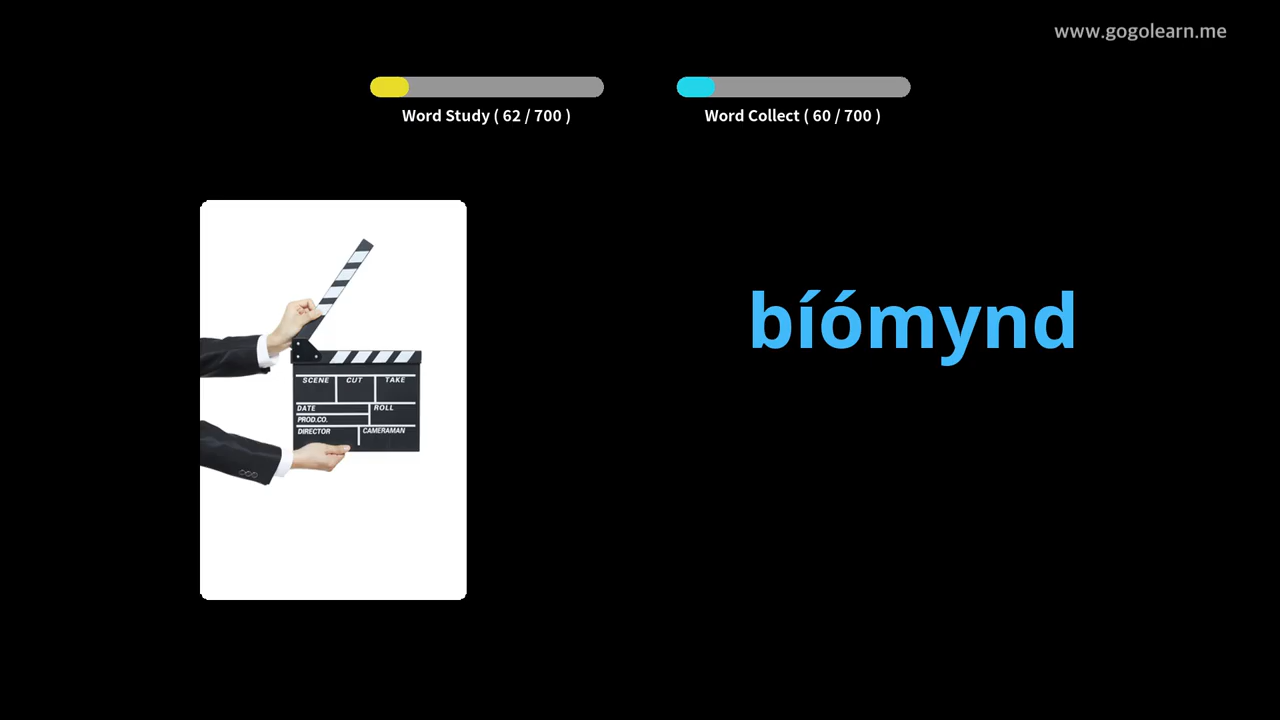 www.gogolearn.me
Word Study ( 62 / 700 )
Word Collect ( 60 / 700 )
bíómynd
SCENE CUT TAKE
DATE ROLL
PROD.CO.
DIRECTOR CAMERAMAN